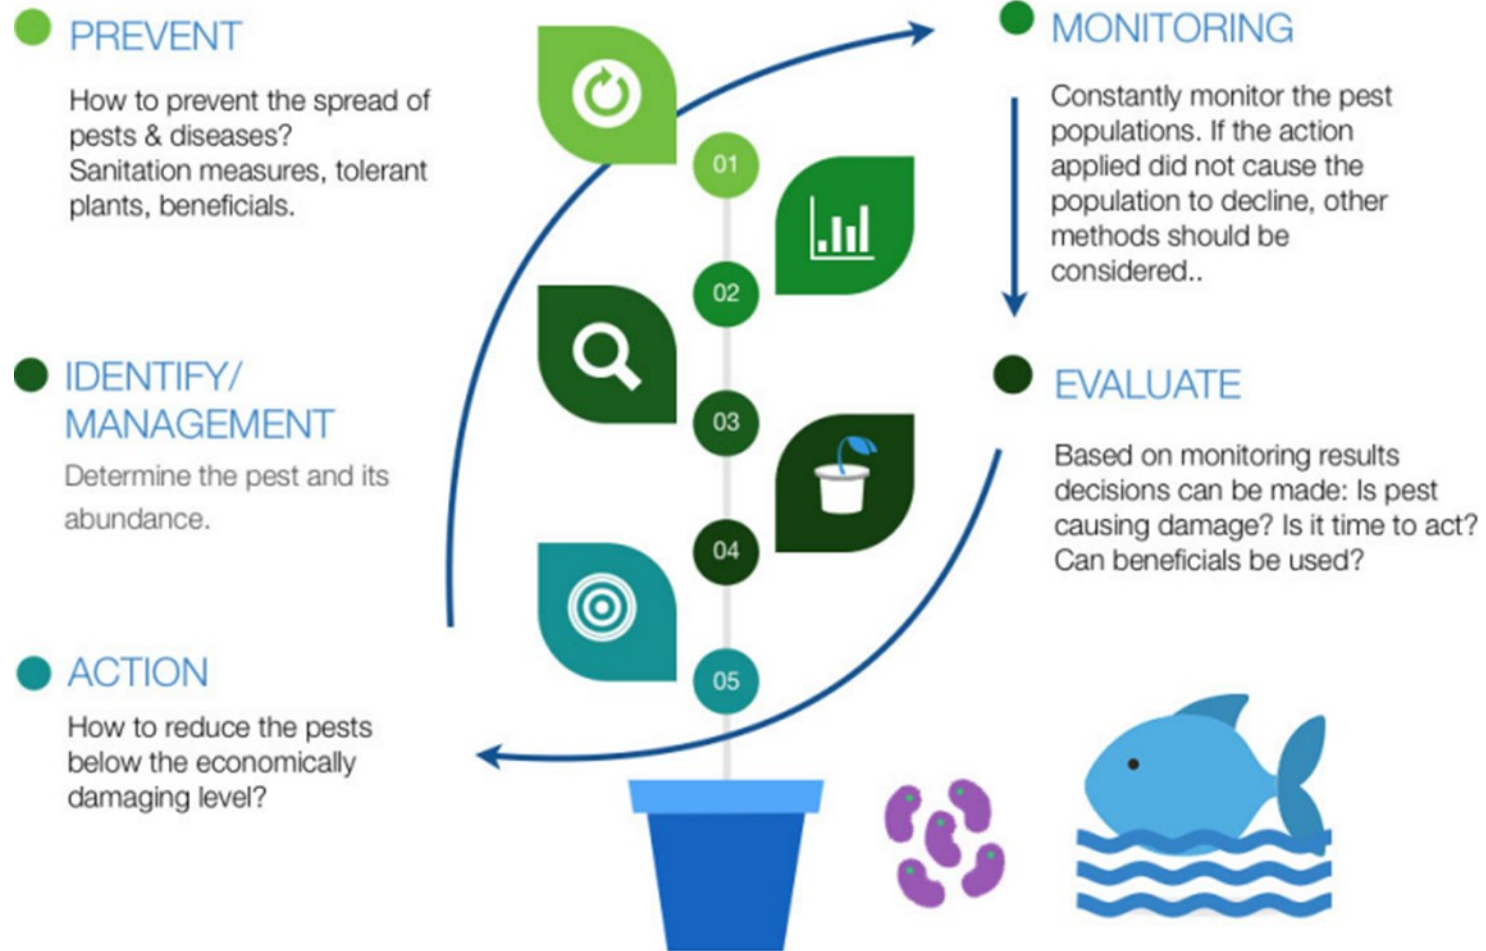 PREVENT
How to prevent the spread of
pests & diseases?
Sanitation measures, tolerant
plants, beneficials.
IDENTIFY/
MANAGEMENT
Determine the pest and its
abundance.
ACTION
How to reduce the pests
below the economically
damaging level?
01
02
03
04
05
MONITORING
Constantly monitor the pest
populations. If the action
applied did not cause the
population to decline, other
methods should be
considered..
EVALUATE
Based on monitoring results
decisions can be made: Is pest
causing damage? Is it time to act?
Can beneficials be used?